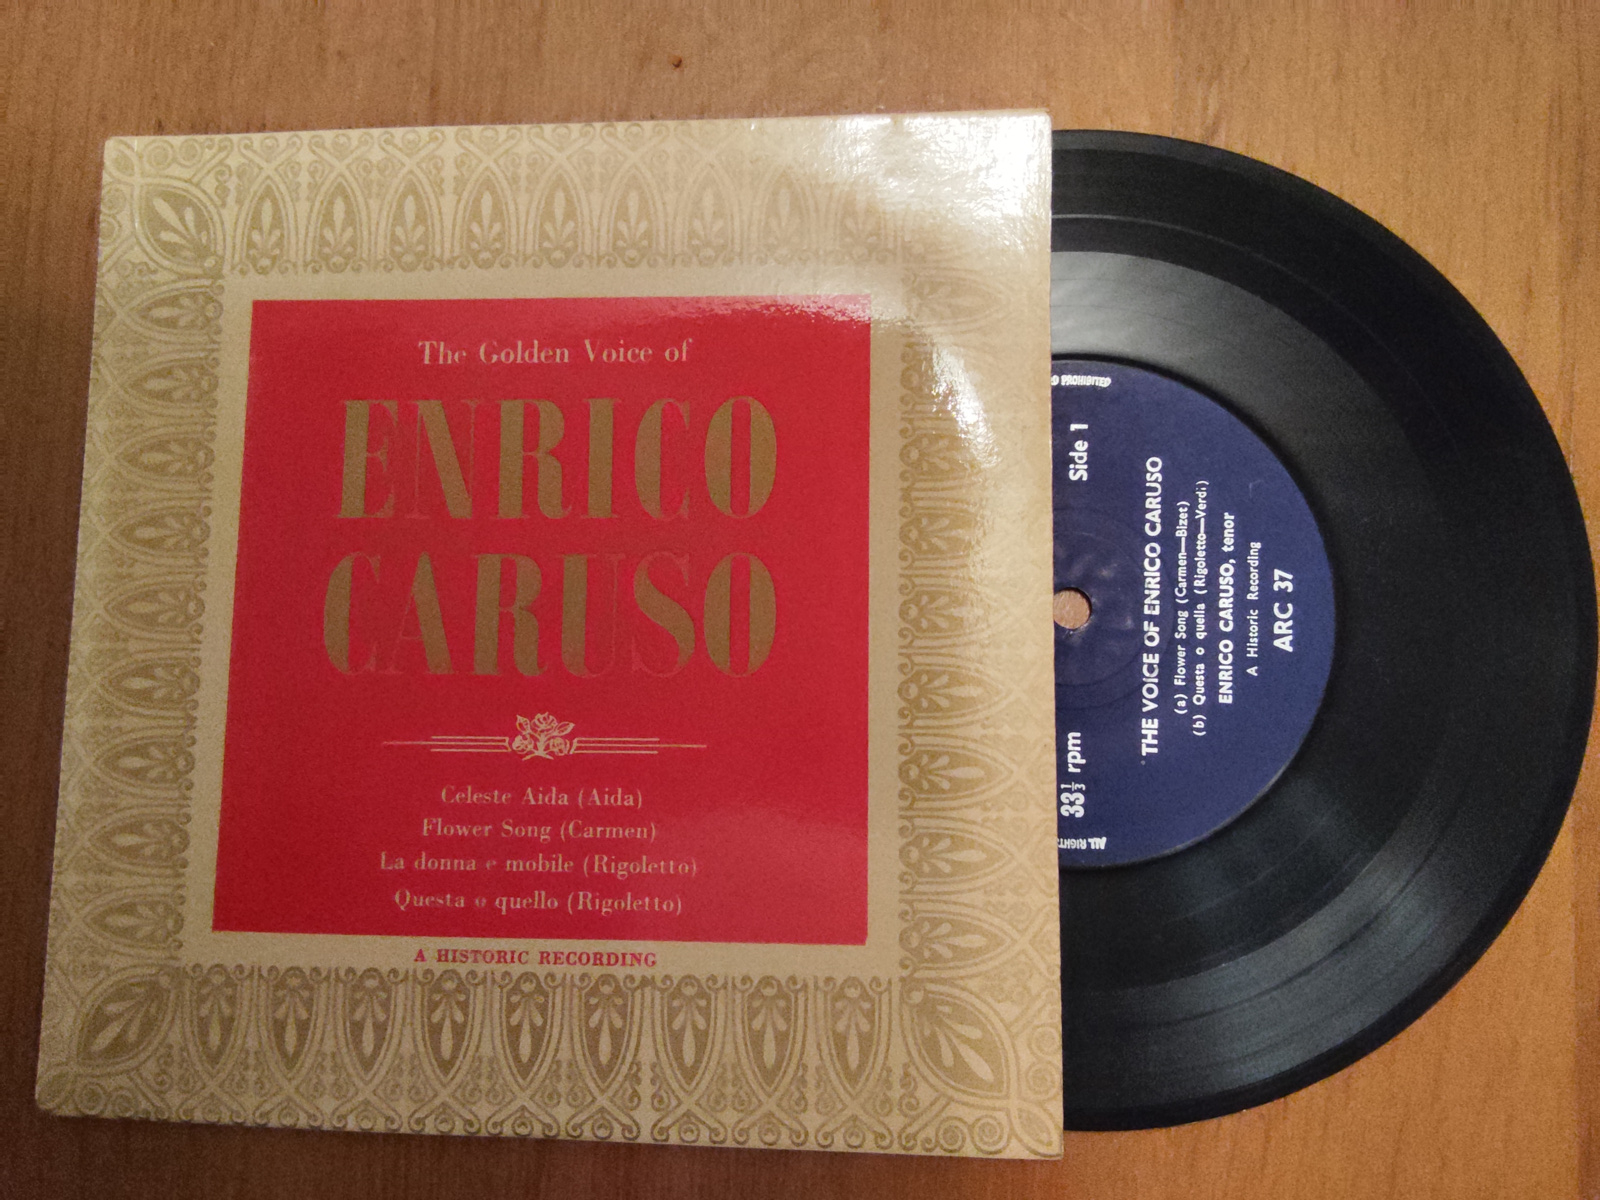 The Golden Voice of
ENRICO
CARUSO
Celeste Aida (Aida)
Flower Song (Carmen)
La donna e mobile (Rigoletto)
Questa o quello (Rigoletto)
A HISTORIC RECORDING
PROHIBITED
Side 1
33⅓ rpm
THE VOICE OF ENRICO CARUSO
(a) Flower Song (Carmen—Bizet)
(b) Questa o quella (Rigoletto—Verdi)
ENRICO CARUSO, tenor
A Historic Recording
ARC 37
ALL RIGHTS